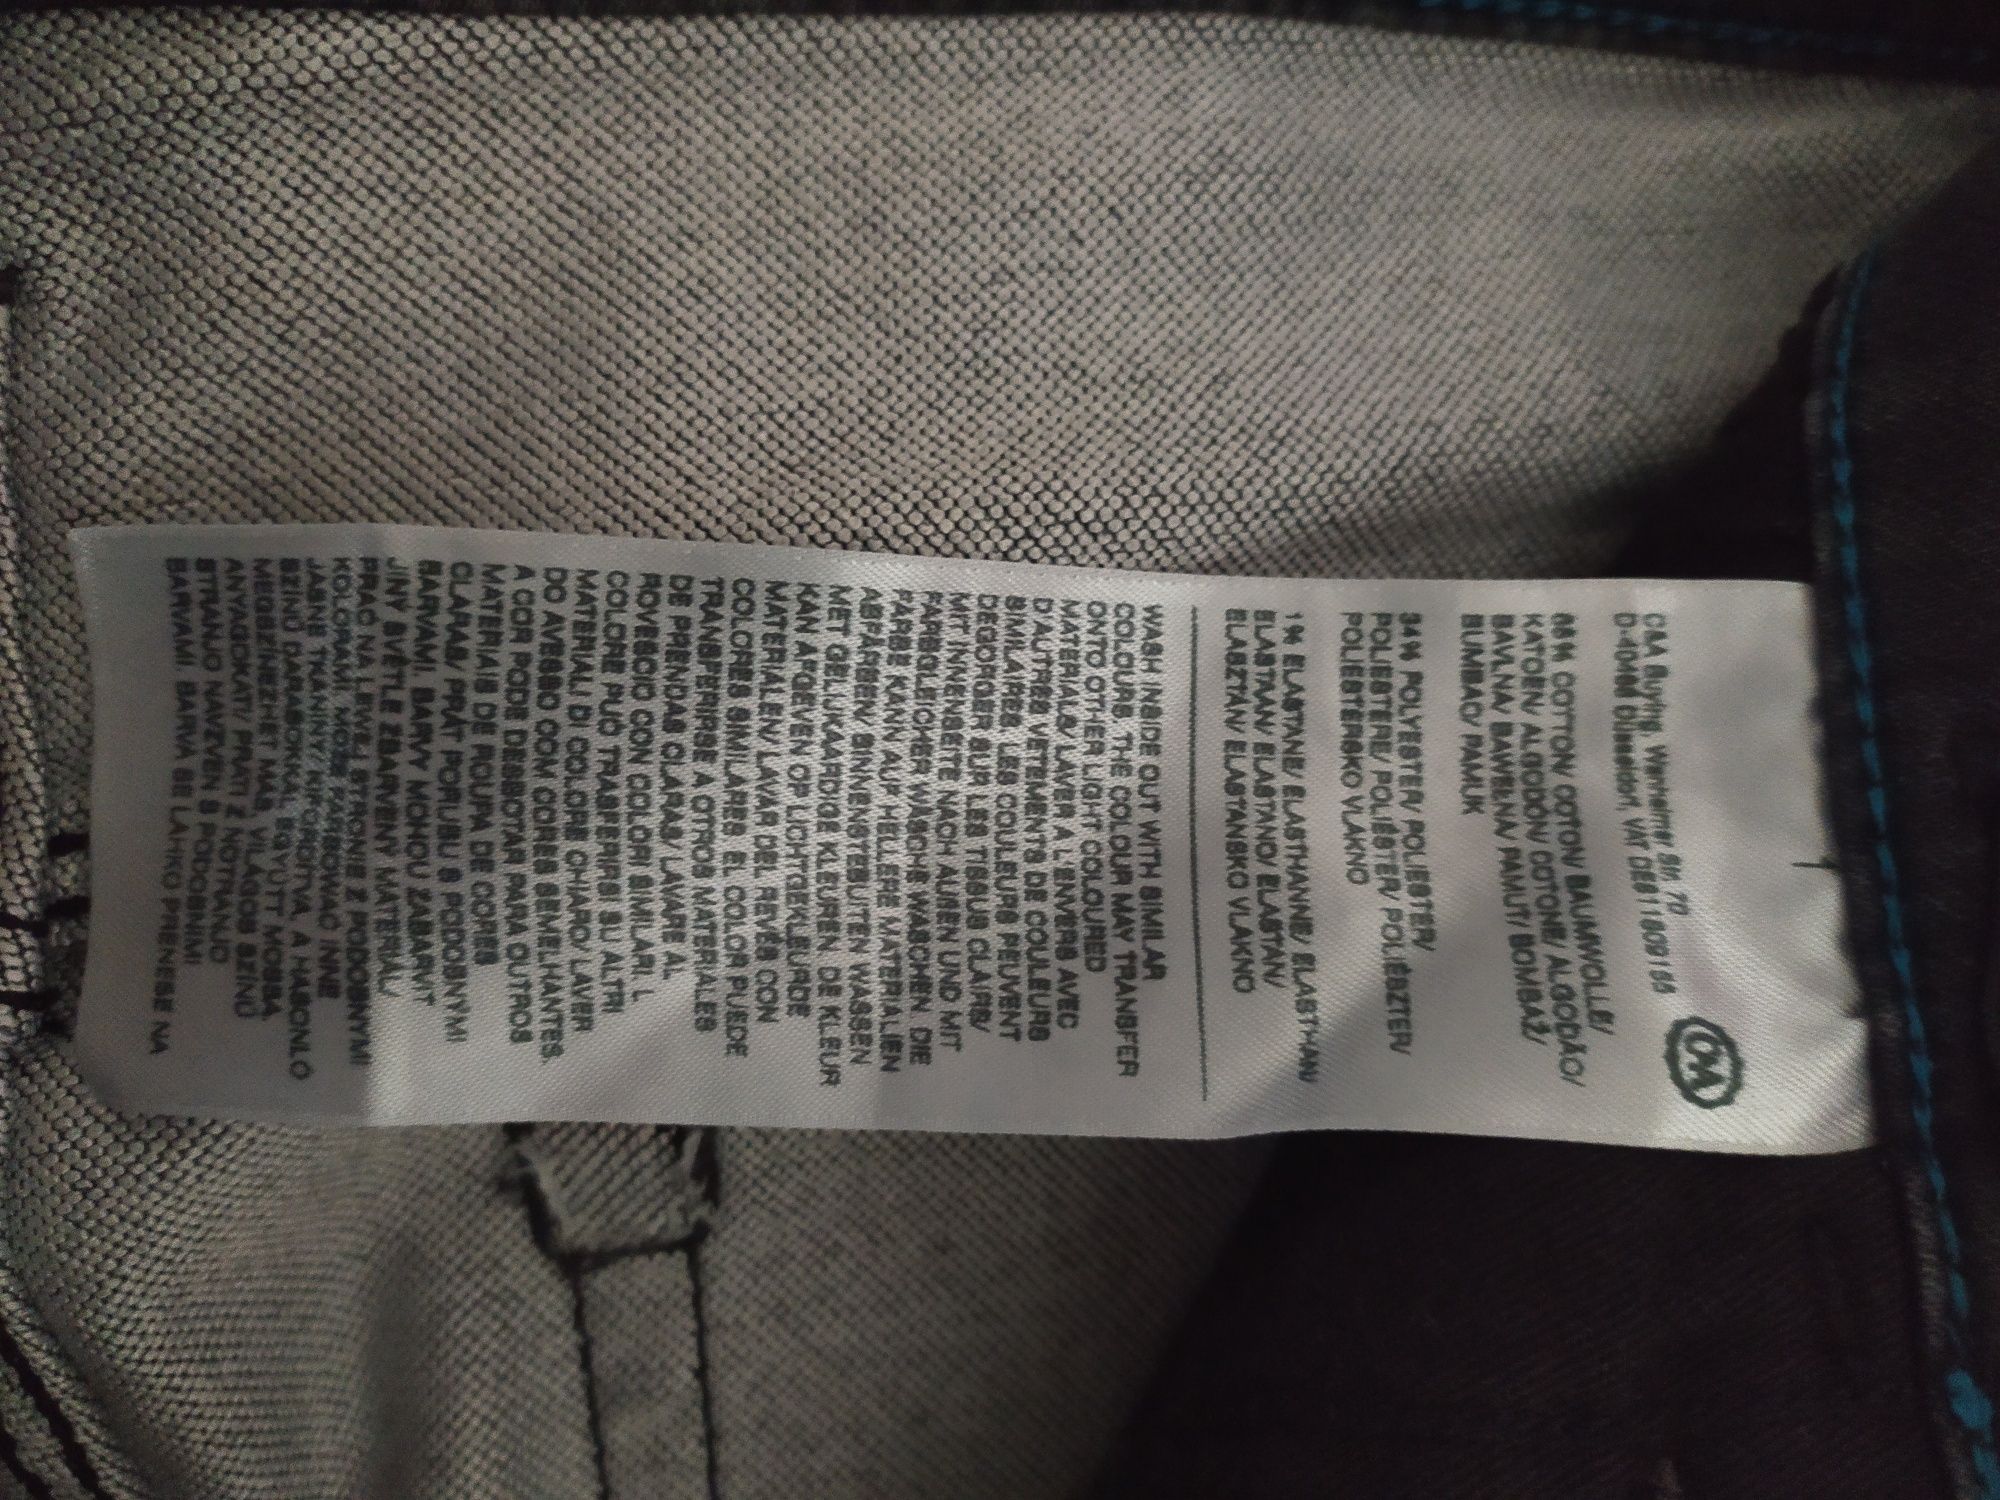 C&A
C&A Buying, Wanheimer Str. 70
D-40468 Düsseldorf, VAT DE811809155
65% COTTON/ COTON/ BAUMWOLLE/
KATOEN/ ALGODÓN/ COTONE/ ALGODÃO/
BAVLNA/ BAWEŁNA/ PAMUT/ BOMBAŽ/
BUMBAC/ PAMUK
34% POLYESTER/ POLIESTER/
POLIESTERE/ POLIÉSTER/ POLIÉSZTER/
POLIESTERSKO VLAKNO
1% ELASTANE/ ELASTHANNE/ ELASTHAN/
ELASTAAN/ ELASTANO/ ELASTAN/
ELASZTÁN/ ELASTANSKO VLAKNO
WASH INSIDE OUT WITH SIMILAR
COLOURS. THE COLOUR MAY TRANSFER
ONTO OTHER LIGHT COLOURED
MATERIALS/ LAVER A L'ENVERS AVEC
D'AUTRES VETEMENTS DE COULEURS
SIMILAIRES. LES COULEURS PEUVENT
DEGORGER SUR LES TISSUS CLAIRS/
MIT INNENSEITE NACH AUßEN UND MIT
FARBGLEICHER WÄSCHE WASCHEN. DIE
FARBE KANN AUF HELLERE MATERIALIEN
ABFÄRBEN/ BINNENSTEBUITEN WASSEN
MET GELIJKAARDIGE KLEUREN. DE KLEUR
KAN AFGEVEN OP LICHTGEKLEURDE
MATERIALEN/ LAVAR DEL REVÉS CON
COLORES SIMILARES. EL COLOR PUEDE
TRANSFERIRSE A OTROS MATERIALES
DE PRENDAS CLARAS/ LAVARE AL
ROVESCIO CON COLORI SIMILARI. IL
COLORE PUÒ TRASFERIRSI SU ALTRI
MATERIALI DI COLORE CHIARO/ LAVER
DO AVESSO COM CORES SEMELHANTES.
A COR PODE DESBOTAR PARA OUTROS
MATERIAIS DE ROUPA DE CORES
CLARAS/ PRÁT PORUBU S PODOBNÝMI
BARVAMI. BARVY MOHOU ZABARVIT
JINÝ SVĚTLE ZBARVENÝ MATERIÁL/
PRAĆ NA LEWEJ STRONIE Z PODOBNYMI
KOLORAMI. MOŻE ZAFARBOWAĆ INNE
JASNE TKANINY/ KIFORDÍTVA, A HASONLÓ
SZÍNŰ DARABOKKAL EGYÜTT MOSSA.
MEGSZÍNEZHET MÁS VILÁGOS SZÍNŰ
ANYAGOKAT/ PRATI Z NOTRANJO
STRANJO NAVZVEN S PODOBNIMI
BARVAMI. BARVA SE LAHKO PRENESE NA